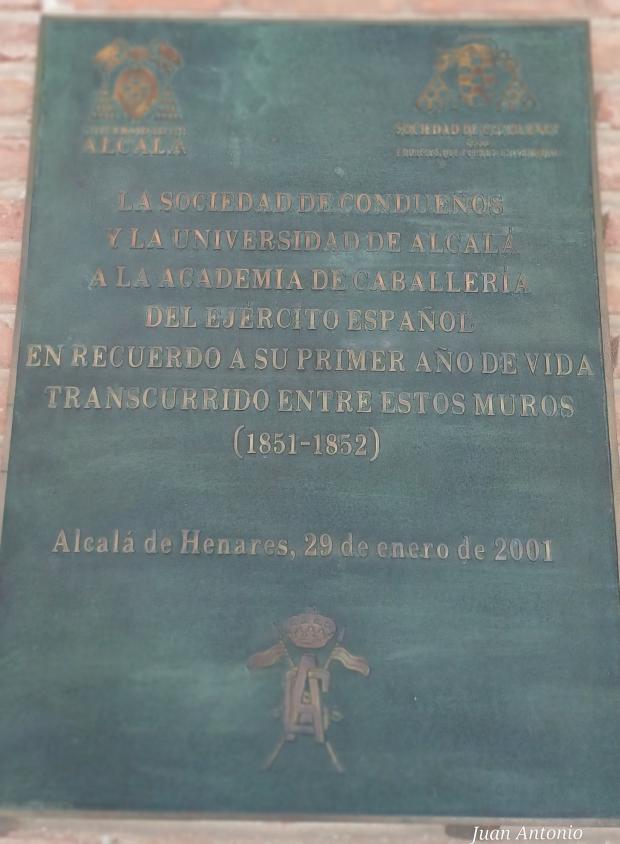 ALCALÁ
SOCIEDAD DE CONDUEÑOS
LA SOCIEDAD DE CONDUEÑOS
Y LA UNIVERSIDAD DE ALCALÁ
A LA ACADEMIA DE CABALLERÍA
DEL EJÉRCITO ESPAÑOL
EN RECUERDO A SU PRIMER AÑO DE VIDA
TRANSCURRIDO ENTRE ESTOS MUROS
(1851-1852)
Alcalá de Henares, 29 de enero de 2001
Juan Antonio